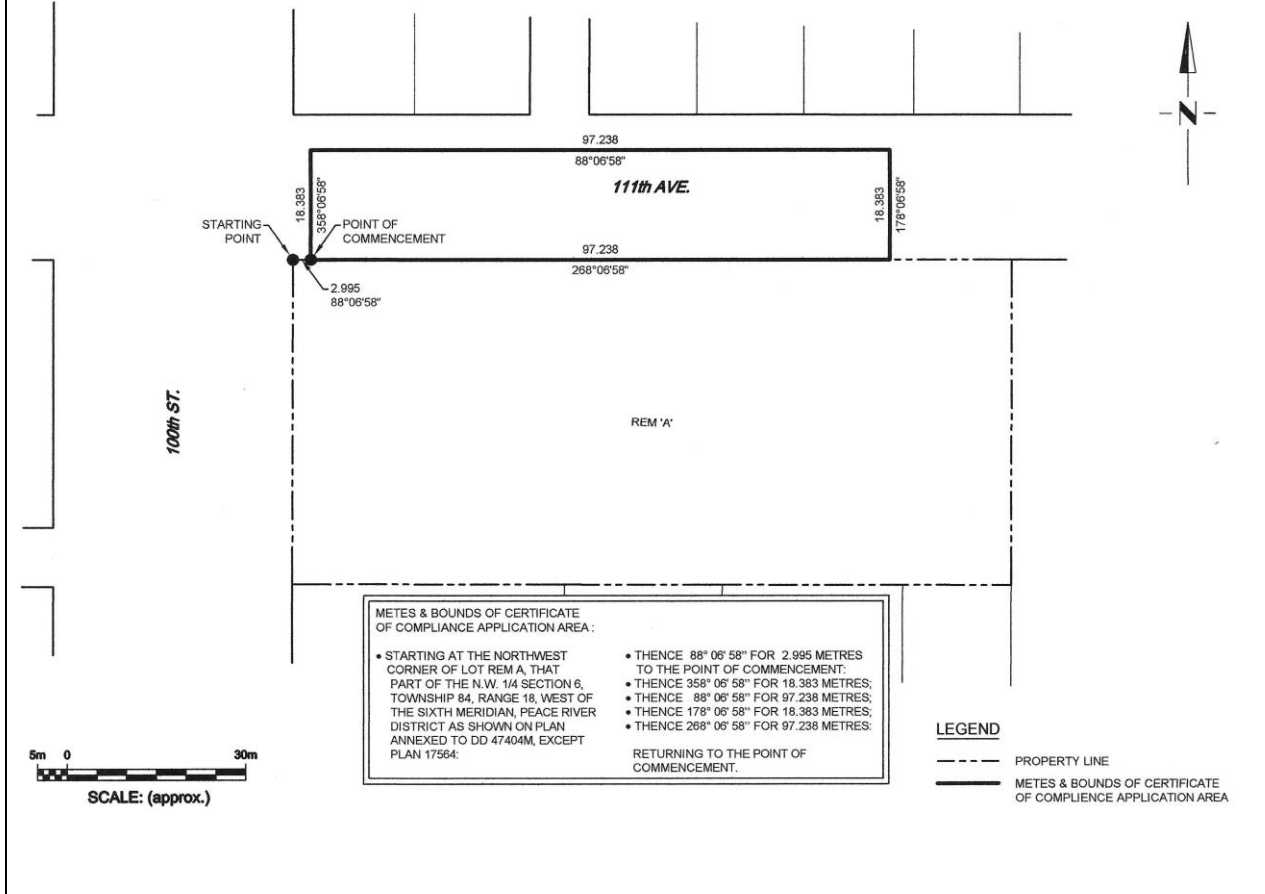 N
97.238
88°06'58"
111th AVE.
18.383
358°06'58"
18.383
178°06'58"
STARTING
POINT
POINT OF
COMMENCEMENT
97.238
268°06'58"
2.995
88°06'58"
100th ST.
REM 'A'
METES & BOUNDS OF CERTIFICATE
OF COMPLIANCE APPLICATION AREA :
• STARTING AT THE NORTHWEST
CORNER OF LOT REM A, THAT
PART OF THE N.W. 1/4 SECTION 6,
TOWNSHIP 84, RANGE 18, WEST OF
THE SIXTH MERIDIAN, PEACE RIVER
DISTRICT AS SHOWN ON PLAN
ANNEXED TO DD 47404M, EXCEPT
PLAN 17564:
• THENCE 88° 06' 58" FOR 2.995 METRES
TO THE POINT OF COMMENCEMENT:
• THENCE 358° 06' 58" FOR 18.383 METRES;
• THENCE 88° 06' 58" FOR 97.238 METRES;
• THENCE 178° 06' 58" FOR 18.383 METRES;
• THENCE 268° 06' 58" FOR 97.238 METRES:
RETURNING TO THE POINT OF
COMMENCEMENT.
5m 0 30m
SCALE: (approx.)
LEGEND
PROPERTY LINE
METES & BOUNDS OF CERTIFICATE
OF COMPLIENCE APPLICATION AREA